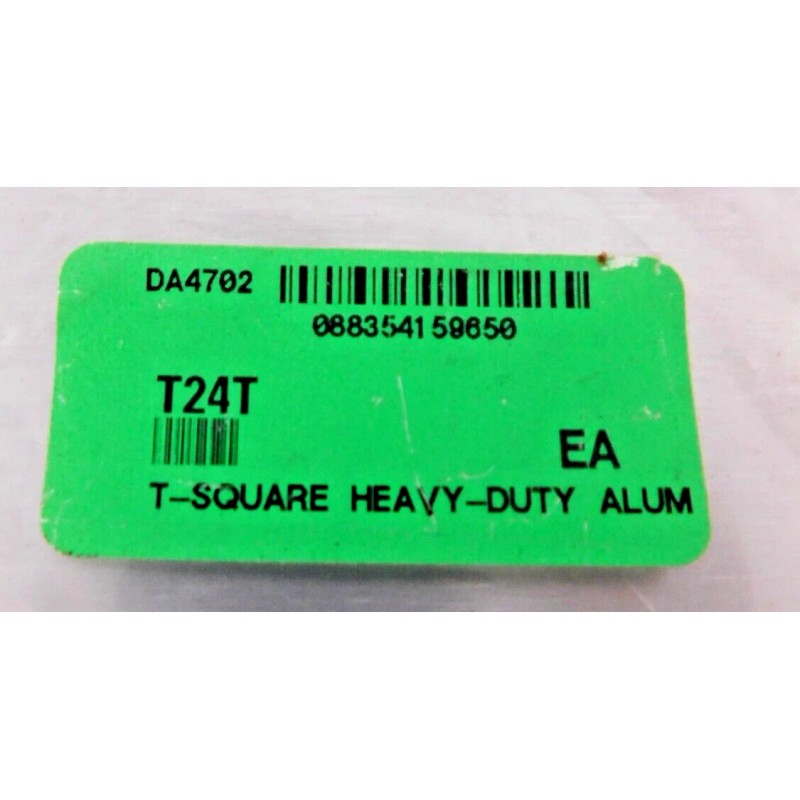 DA4702
088354159650
T24T
EA
T-SQUARE HEAVY-DUTY ALUM